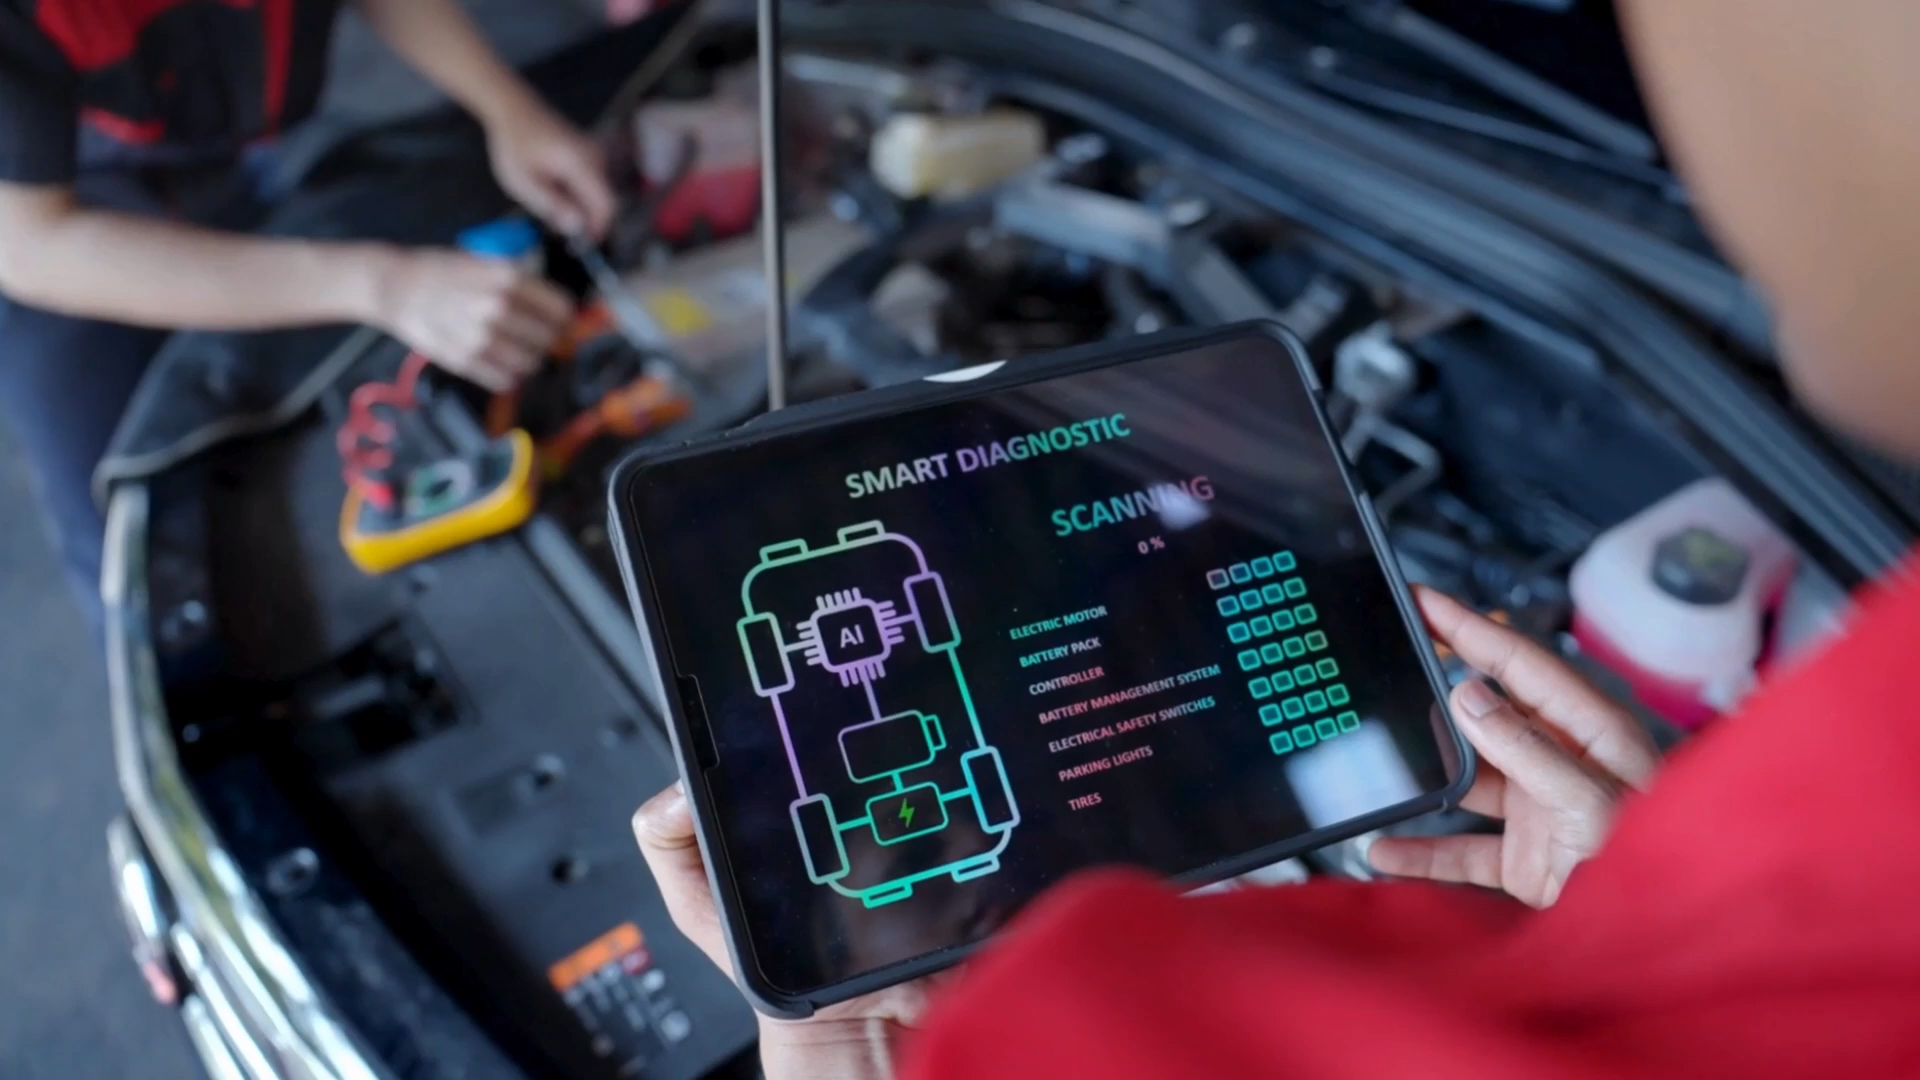 SMART DIAGNOSTIC
SCANNING
0 %
AI
ELECTRIC MOTOR
BATTERY PACK
CONTROLLER
BATTERY MANAGEMENT SYSTEM
ELECTRICAL SAFETY SWITCHES
PARKING LIGHTS
TIRES